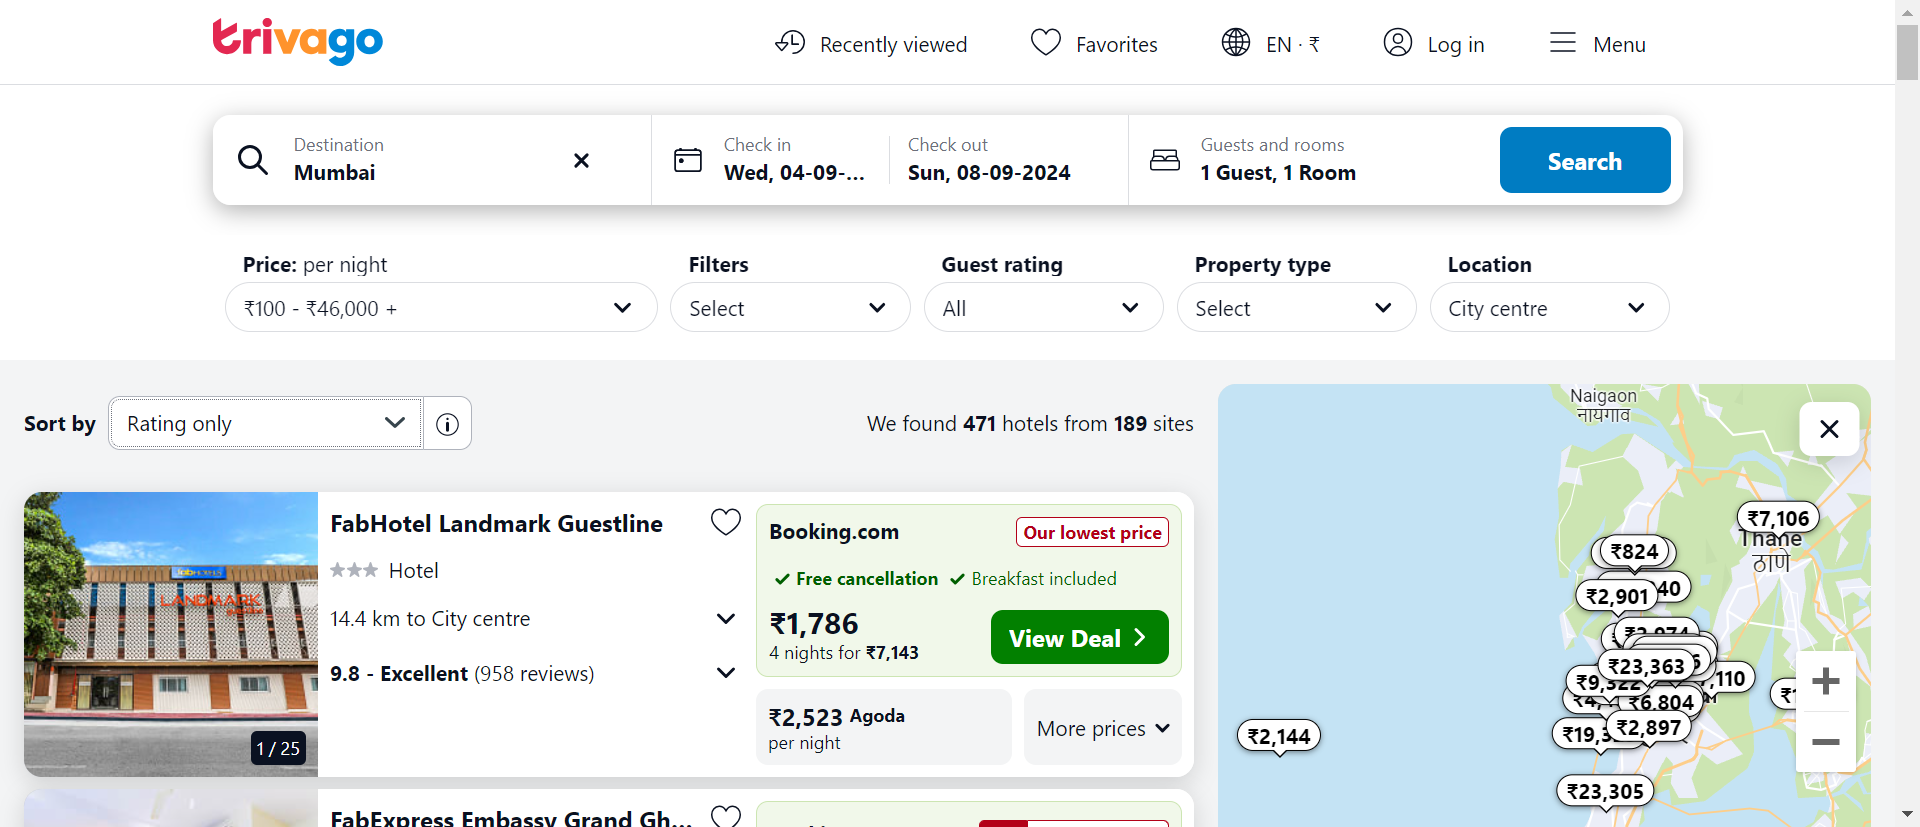 trivago
Recently viewed
Favorites
EN · ₹
Log in
Menu
Destination
Mumbai
Check in
Wed, 04-09-...
Check out
Sun, 08-09-2024
Guests and rooms
1 Guest, 1 Room
Search
Price: per night
₹100 - ₹46,000 +
Filters
Select
Guest rating
All
Property type
Select
Location
City centre
Sort by
Rating only
We found 471 hotels from 189 sites
FabHotel Landmark Guestline
Hotel
14.4 km to City centre
9.8 - Excellent (958 reviews)
LANDMARK
1 / 25
Booking.com
Our lowest price
Free cancellation
Breakfast included
₹1,786
4 nights for ₹7,143
View Deal
₹2,523 Agoda
per night
More prices
FabExpress Embassy Grand Gh...
Naigaon
नायगाव
₹7,106
Thane
ठाणे
₹824
₹2,901
₹2,974
₹23,363
₹9,322
₹6,804
₹2,897
₹2,144
₹23,305